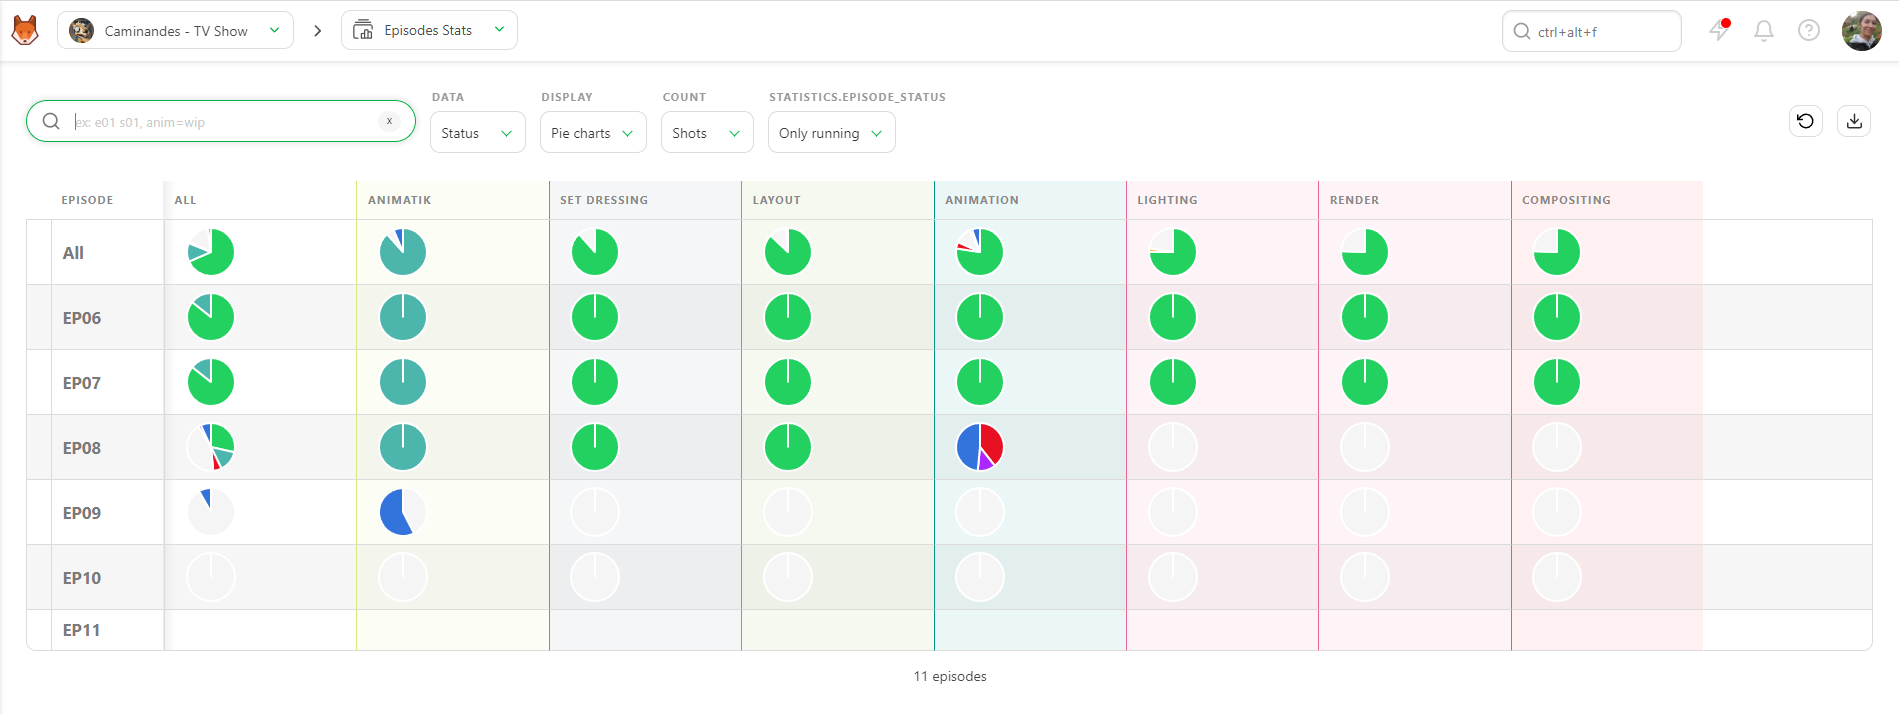 Caminandes - TV Show
Episodes Stats
ctrl+alt+f
ex: e01 s01, anim=wip
x
DATA
Status
DISPLAY
Pie charts
COUNT
Shots
STATISTICS.EPISODE_STATUS
Only running
EPISODE ALL ANIMATIK SET DRESSING LAYOUT ANIMATION LIGHTING RENDER COMPOSITING
All
EP06
EP07
EP08
EP09
EP10
EP11
11 episodes